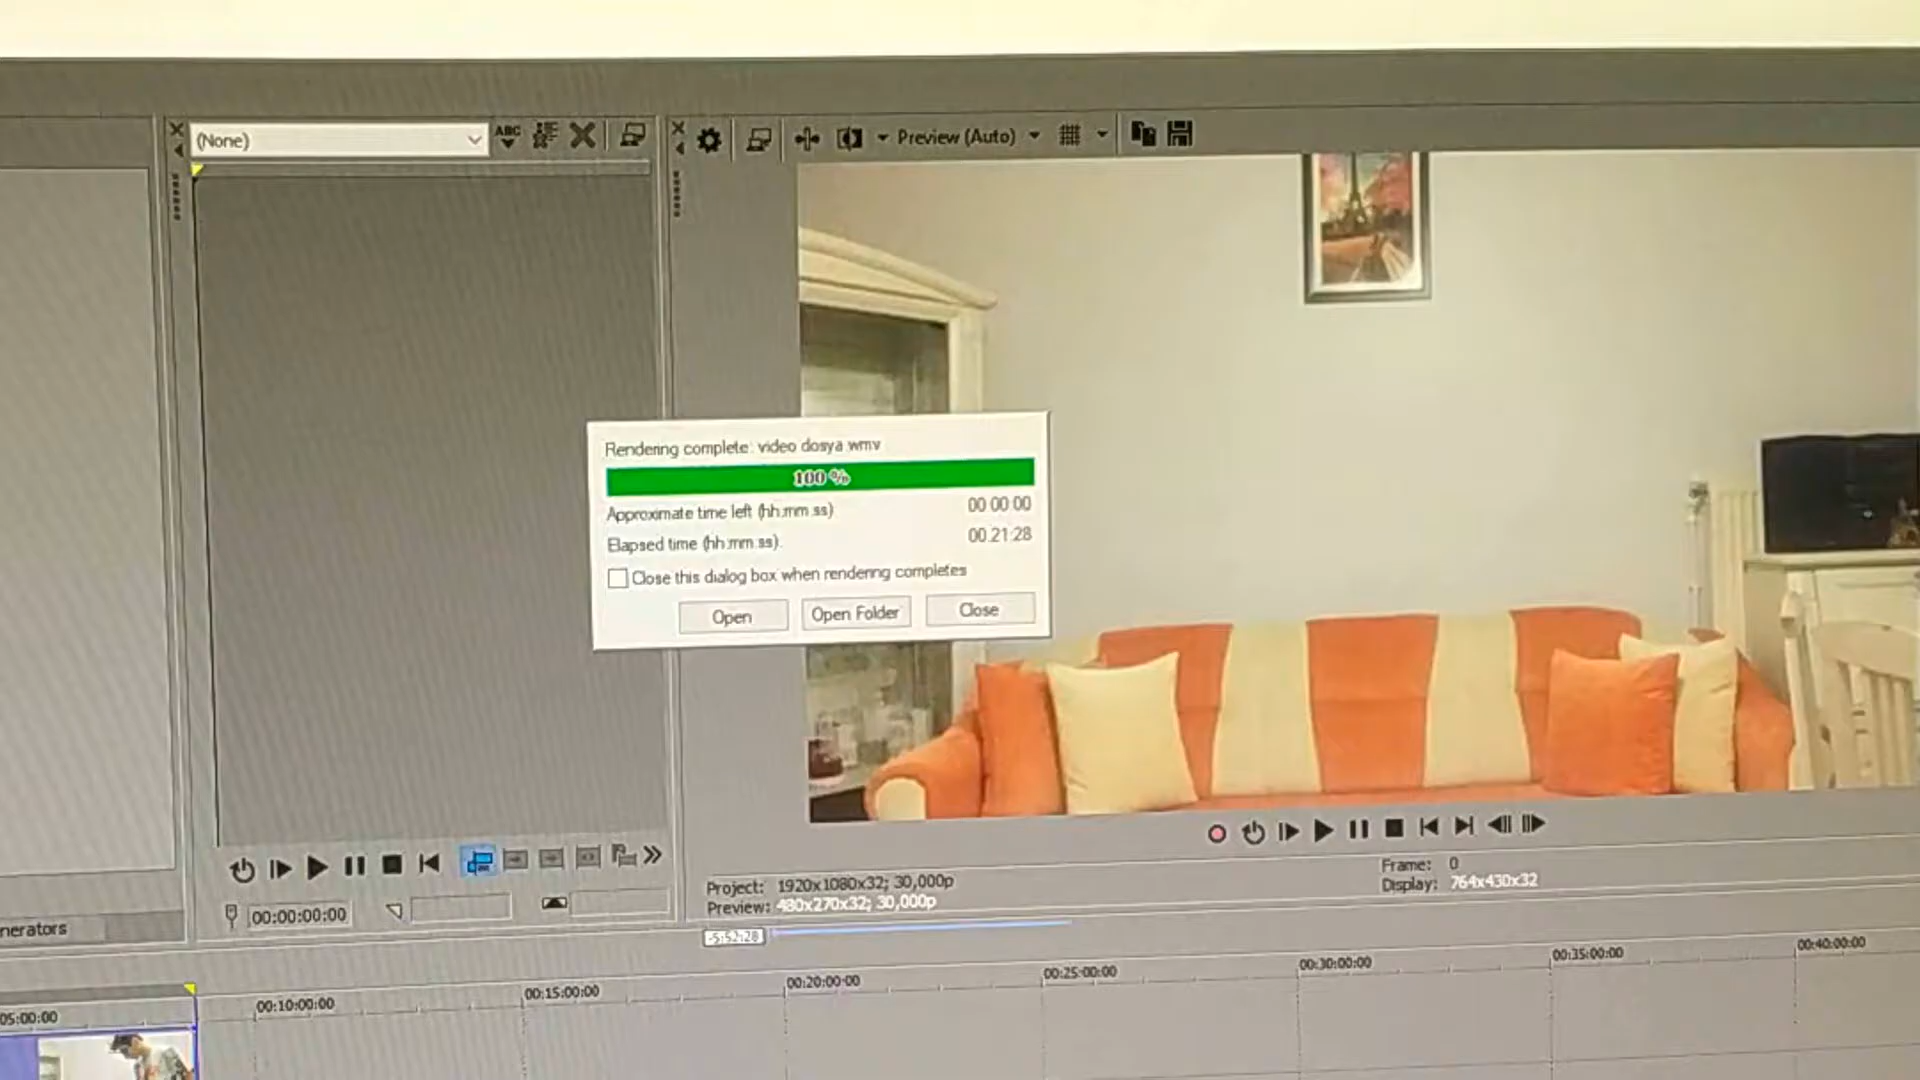 (None)
ABC
Preview (Auto)
Rendering complete: video dosya wmv
100 %
Approximate time left (hh:mm:ss)
00:00:00
Elapsed time (hh:mm:ss):
00:21:28
Close this dialog box when rendering completes
Open
Open Folder
Close
Project: 1920x1080x32; 30,000p
Preview: 480x270x32; 30,000p
Frame: 0
Display: 764x430x32
00:00:00:00
nerators
-5:52:28
05:00:00
00:10:00:00
00:15:00:00
00:20:00:00
00:25:00:00
00:30:00:00
00:35:00:00
00:40:00:00